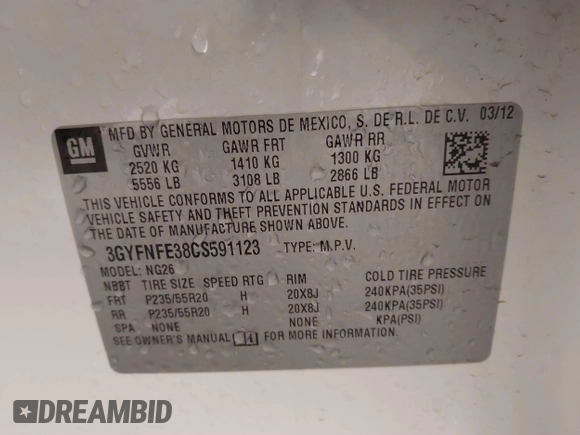 GM
MFD BY GENERAL MOTORS DE MEXICO, S. DE R.L. DE C.V. 03/12
GVWR GAWR FRT GAWR RR
2520 KG 1410 KG 1300 KG
5556 LB 3108 LB 2866 LB
THIS VEHICLE CONFORMS TO ALL APPLICABLE U.S. FEDERAL MOTOR
VEHICLE SAFETY AND THEFT PREVENTION STANDARDS IN EFFECT ON
THE DATE OF MANUFACTURE SHOWN ABOVE.
3GYFNFE38CS591123 TYPE: M.P.V.
MODEL: NG26
NBBT TIRE SIZE SPEED RTG RIM COLD TIRE PRESSURE
FRT P235/55R20 H 20X8J 240KPA(35PSI)
RR P235/55R20 H 20X8J 240KPA(35PSI)
SPA NONE NONE KPA(PSI)
SEE OWNER'S MANUAL FOR MORE INFORMATION.
DREAMBID